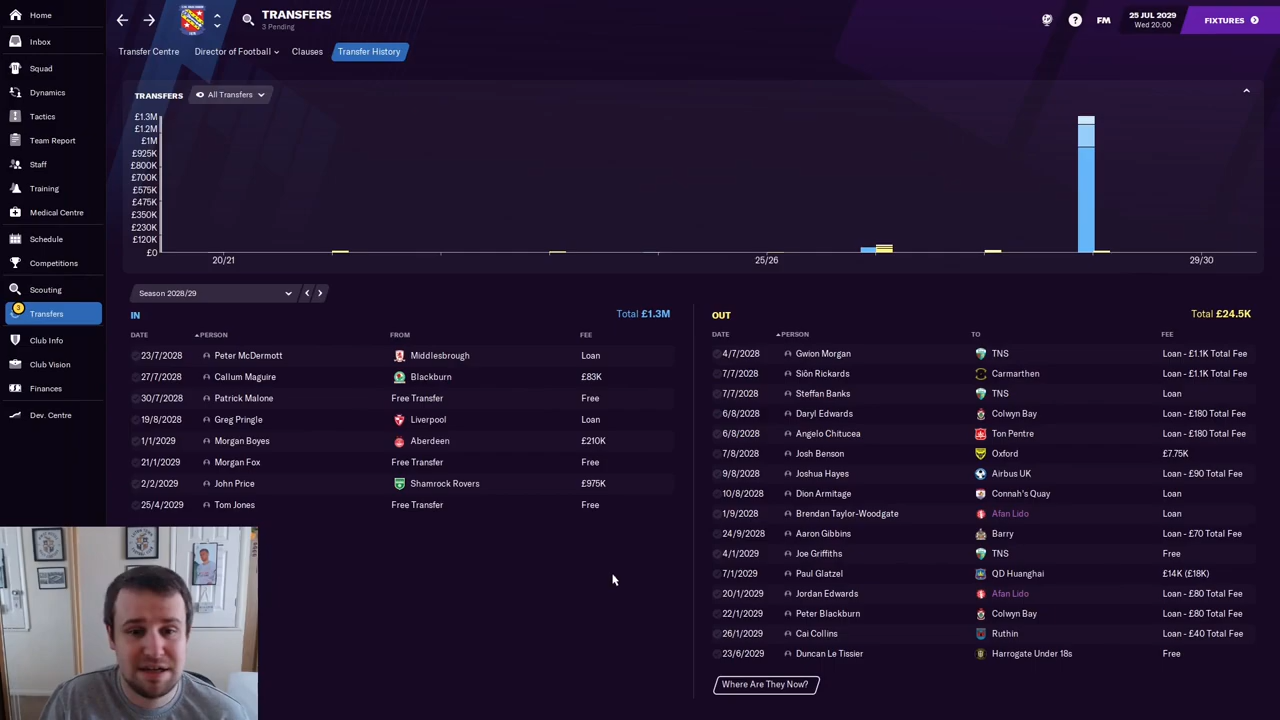 Home
Inbox
Squad
Dynamics
Tactics
Team Report
Staff
Training
Medical Centre
Schedule
Competitions
Scouting
3
Transfers
Club Info
Club Vision
Finances
Dev. Centre
TRANSFERS
3 Pending
FM
25 JUL 2029
Wed 20:00
FIXTURES
Transfer Centre Director of Football Clauses Transfer History
TRANSFERS All Transfers
£1.3M
£1.2M
£1M
£925K
£800K
£700K
£575K
£475K
£350K
£230K
£120K
£0
20/21 25/26 29/30
Season 2028/29
IN Total £1.3M
DATE PERSON FROM FEE
23/7/2028 Peter McDermott Middlesbrough Loan
27/7/2028 Callum Maguire Blackburn £83K
30/7/2028 Patrick Malone Free Transfer Free
19/8/2028 Greg Pringle Liverpool Loan
1/1/2029 Morgan Boyes Aberdeen £210K
21/1/2029 Morgan Fox Free Transfer Free
2/2/2029 John Price Shamrock Rovers £975K
25/4/2029 Tom Jones Free Transfer Free
OUT Total £24.5K
DATE PERSON TO FEE
4/7/2028 Gwion Morgan TNS Loan - £1.1K Total Fee
7/7/2028 Siôn Rickards Carmarthen Loan - £1.1K Total Fee
7/7/2028 Steffan Banks TNS Loan
6/8/2028 Daryl Edwards Colwyn Bay Loan - £180 Total Fee
6/8/2028 Angelo Chitucea Ton Pentre Loan - £180 Total Fee
7/8/2028 Josh Benson Oxford £7.75K
9/8/2028 Joshua Hayes Airbus UK Loan - £90 Total Fee
10/8/2028 Dion Armitage Connah's Quay Loan
1/9/2028 Brendan Taylor-Woodgate Afan Lido Loan
24/9/2028 Aaron Gibbins Barry Loan - £70 Total Fee
4/1/2029 Joe Griffiths TNS Free
7/1/2029 Paul Glatzel QD Huanghai £14K (£18K)
20/1/2029 Jordan Edwards Afan Lido Loan - £80 Total Fee
22/1/2029 Peter Blackburn Colwyn Bay Loan - £80 Total Fee
26/1/2029 Cai Collins Ruthin Loan - £40 Total Fee
23/6/2029 Duncan Le Tissier Harrogate Under 18s Free
Where Are They Now?